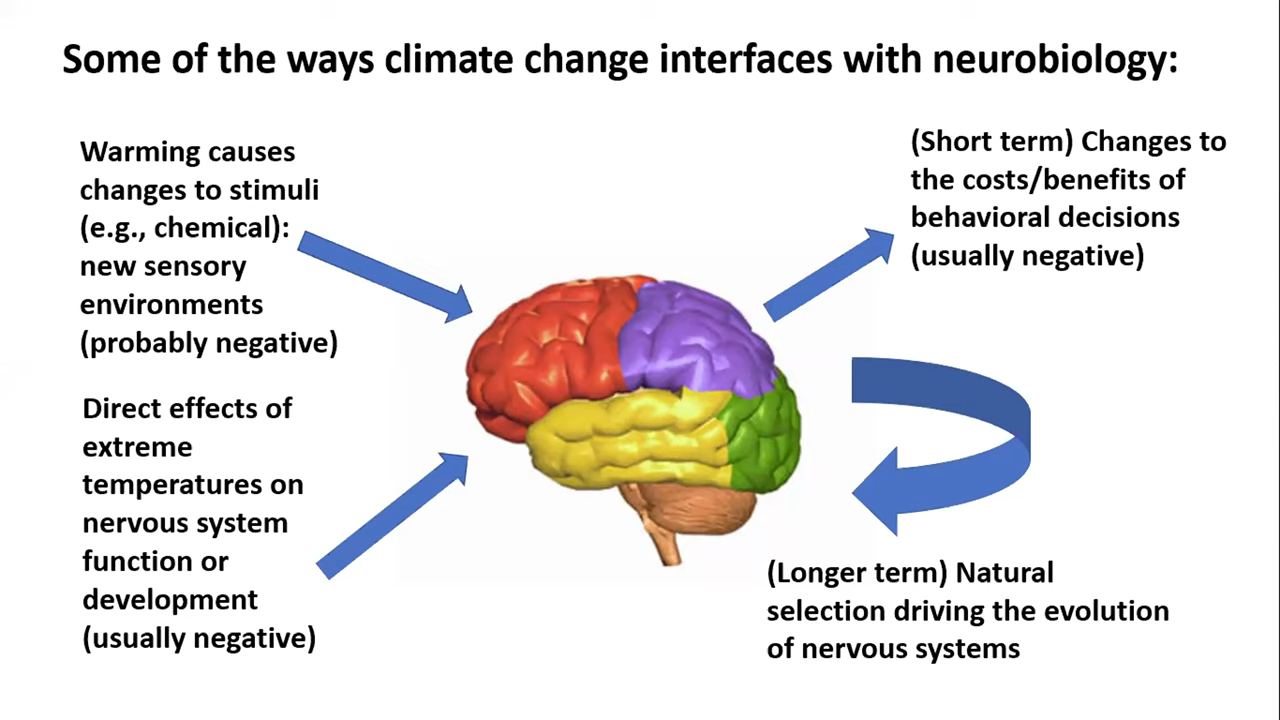 Some of the ways climate change interfaces with neurobiology:
Warming causes
changes to stimuli
(e.g., chemical):
new sensory
environments
(probably negative)
Direct effects of
extreme
temperatures on
nervous system
function or
development
(usually negative)
(Short term) Changes to
the costs/benefits of
behavioral decisions
(usually negative)
(Longer term) Natural
selection driving the evolution
of nervous systems